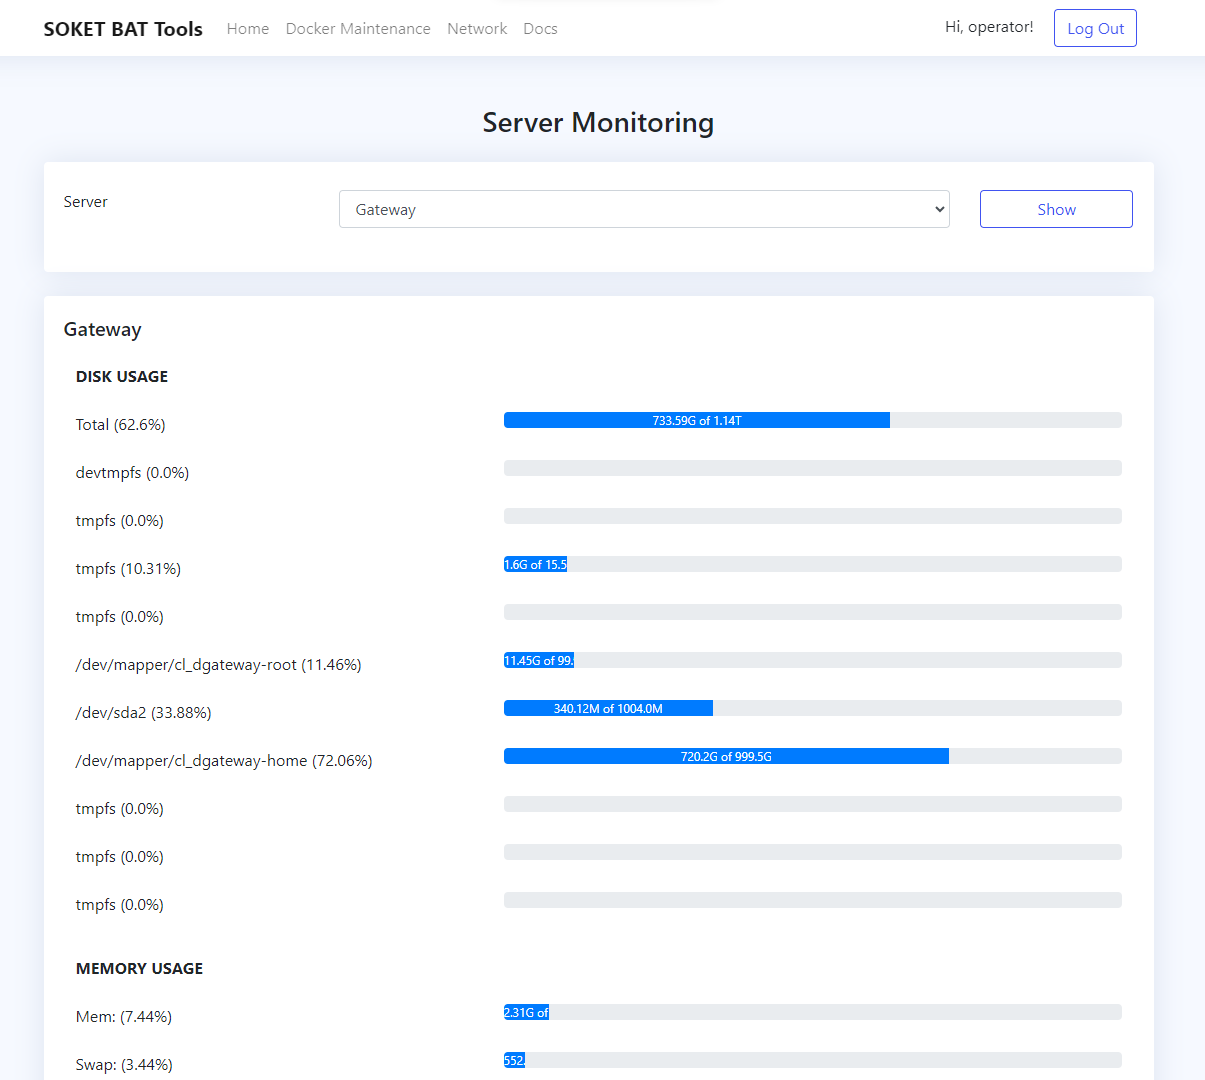 SOKET BAT Tools Home Docker Maintenance Network Docs Hi, operator! Log Out
Server Monitoring
Server Gateway Show
Gateway
DISK USAGE
Total (62.6%) 733.59G of 1.14T
devtmpfs (0.0%)
tmpfs (0.0%)
tmpfs (10.31%) 1.6G of 15.5
tmpfs (0.0%)
/dev/mapper/cl_dgateway-root (11.46%) 11.45G of 99.
/dev/sda2 (33.88%) 340.12M of 1004.0M
/dev/mapper/cl_dgateway-home (72.06%) 720.2G of 999.5G
tmpfs (0.0%)
tmpfs (0.0%)
tmpfs (0.0%)
MEMORY USAGE
Mem: (7.44%) 2.31G of
Swap: (3.44%) 552.